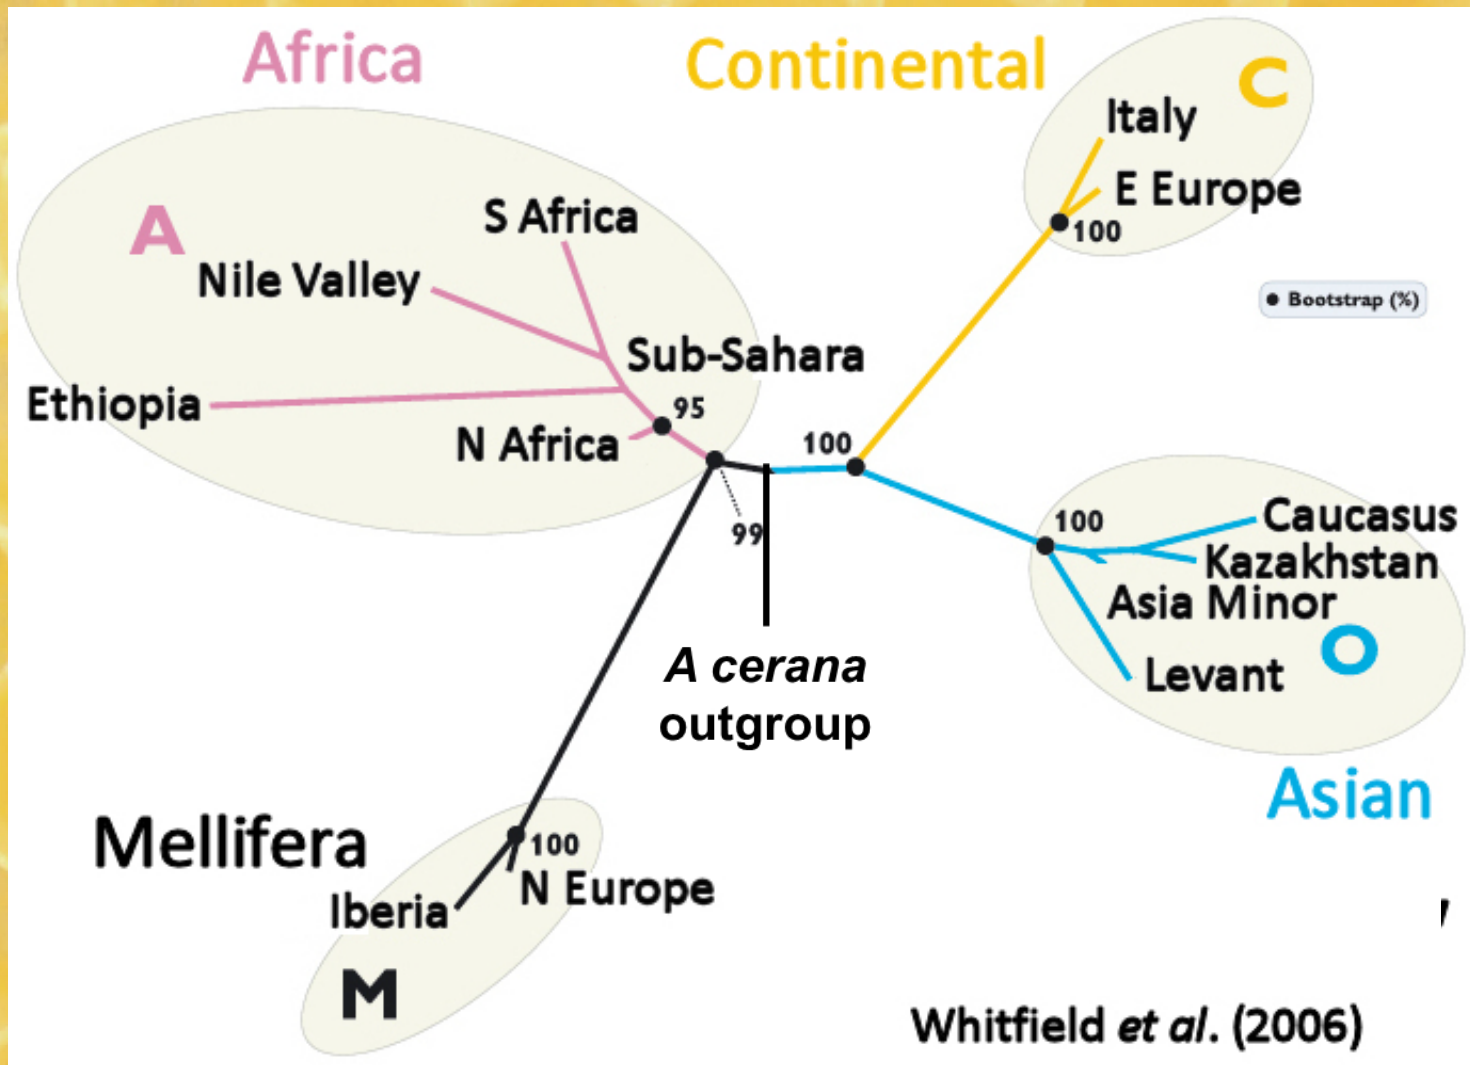 Africa
Continental
C
Italy
E Europe
100
A
S Africa
Nile Valley
Bootstrap (%)
Sub-Sahara
Ethiopia
95
N Africa
100
99
100
Caucasus
Kazakhstan
Asia Minor
O
Levant
A cerana
outgroup
Asian
Mellifera
100
N Europe
Iberia
M
Whitfield et al. (2006)